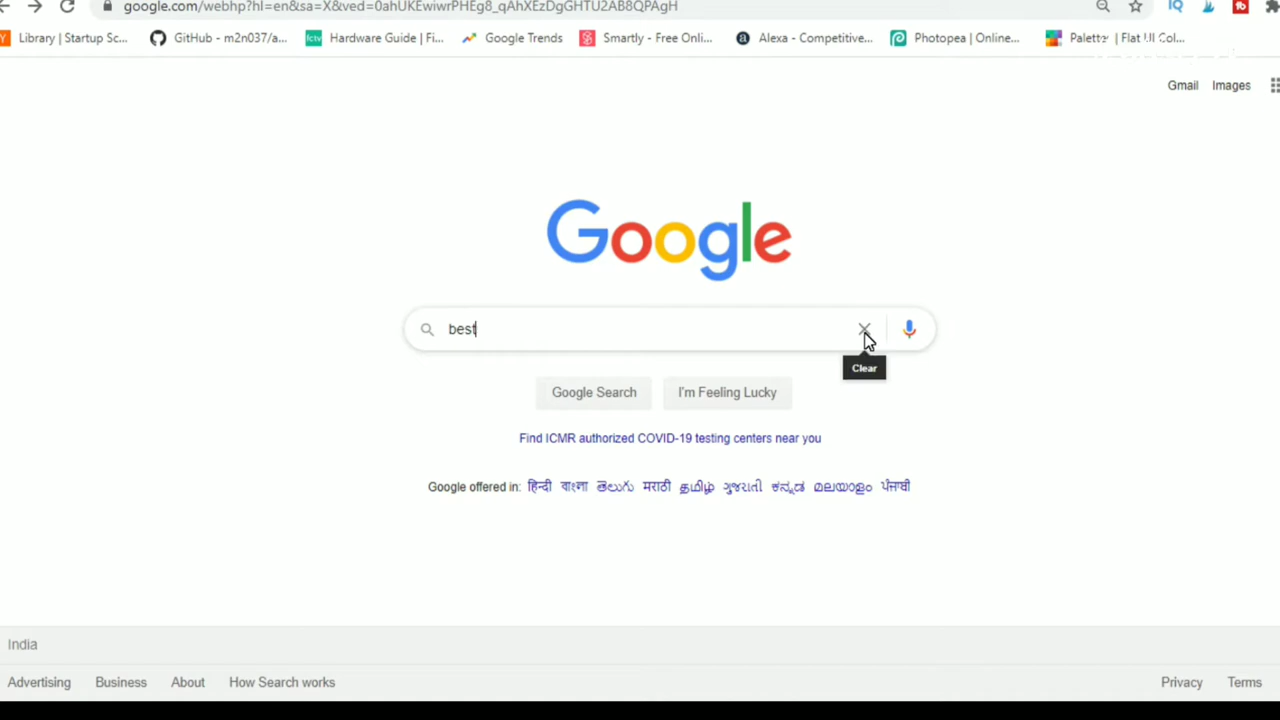 google.com/webhp?hl=en&sa=X&ved=0ahUKEwiwrPHEg8_qAhXEzDgGHTU2AB8QPAgH
Library | Startup Sc... GitHub - m2n037/a... fctv Hardware Guide | Fi... Google Trends Smartly - Free Onli... Alexa - Competitive... Photopea | Online... Palette | Flat UI Col...
Gmail Images
Google
best
Clear
Google Search I'm Feeling Lucky
Find ICMR authorized COVID-19 testing centers near you
Google offered in: हिन्दी বাংলা తెలుగు मराठी தமிழ் ગુજરાતી ಕನ್ನಡ മലയാളം ਪੰਜਾਬੀ
India
Advertising Business About How Search works Privacy Terms